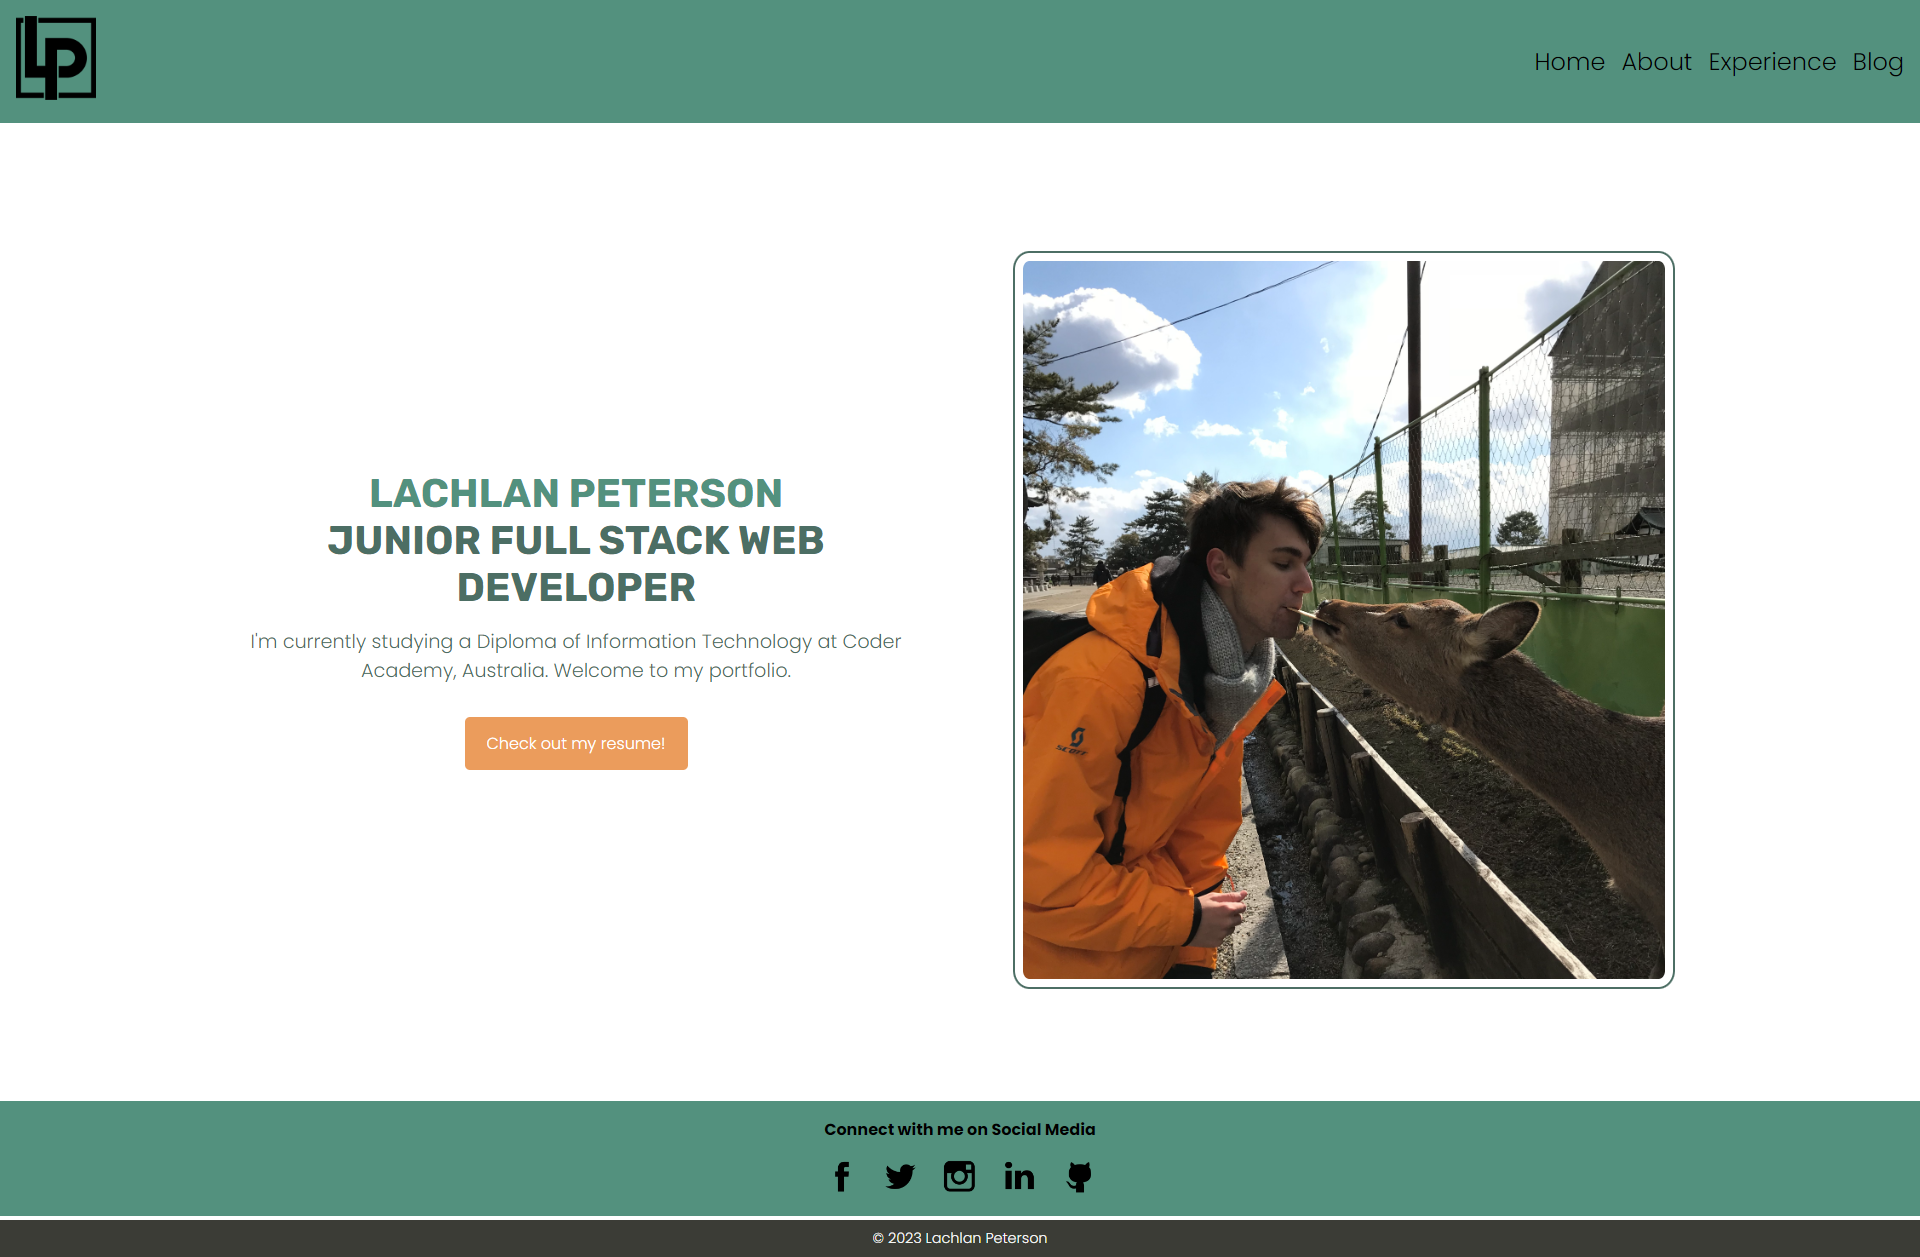 LP
Home About Experience Blog
LACHLAN PETERSON
JUNIOR FULL STACK WEB
DEVELOPER
I'm currently studying a Diploma of Information Technology at Coder
Academy, Australia. Welcome to my portfolio.
Check out my resume!
SCOTT
Connect with me on Social Media
© 2023 Lachlan Peterson